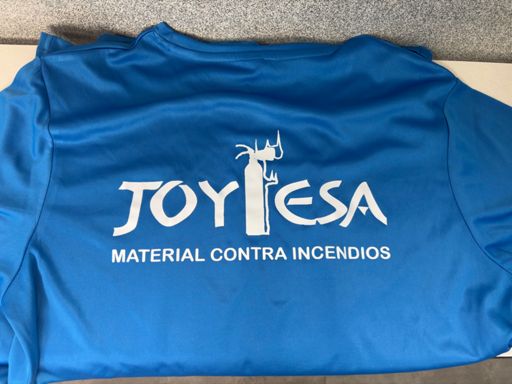 JOYTESA
MATERIAL CONTRA INCENDIOS